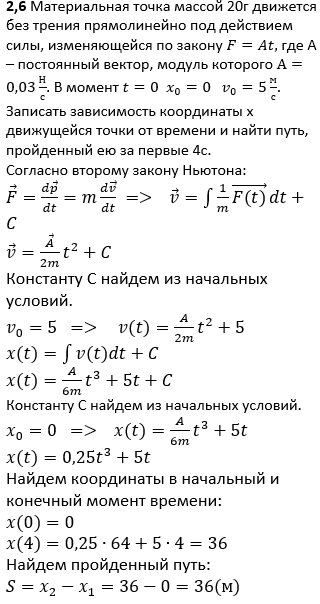 2,6 Материальная точка массой 20г движется
без трения прямолинейно под действием
силы, изменяющейся по закону F = At, где А
– постоянный вектор, модуль которого А =
0,03 Н/с. В момент t = 0 x₀ = 0 v₀ = 5 м/с.
Записать зависимость координаты х
движущейся точки от времени и найти путь,
пройденный ею за первые 4с.
Согласно второму закону Ньютона:
F⃗ = dp⃗/dt = m dv⃗/dt => v⃗ = ∫ 1/m F(t)⃗ dt +
C
v⃗ = A⃗/2m t² + C
Константу С найдем из начальных
условий.
v₀ = 5 => v(t) = A/2m t² + 5
x(t) = ∫ v(t)dt + C
x(t) = A/6m t³ + 5t + C
Константу С найдем из начальных условий.
x₀ = 0 => x(t) = A/6m t³ + 5t
x(t) = 0,25t³ + 5t
Найдем координаты в начальный и
конечный момент времени:
x(0) = 0
x(4) = 0,25 · 64 + 5 · 4 = 36
Найдем пройденный путь:
S = x₂ − x₁ = 36 − 0 = 36(м)